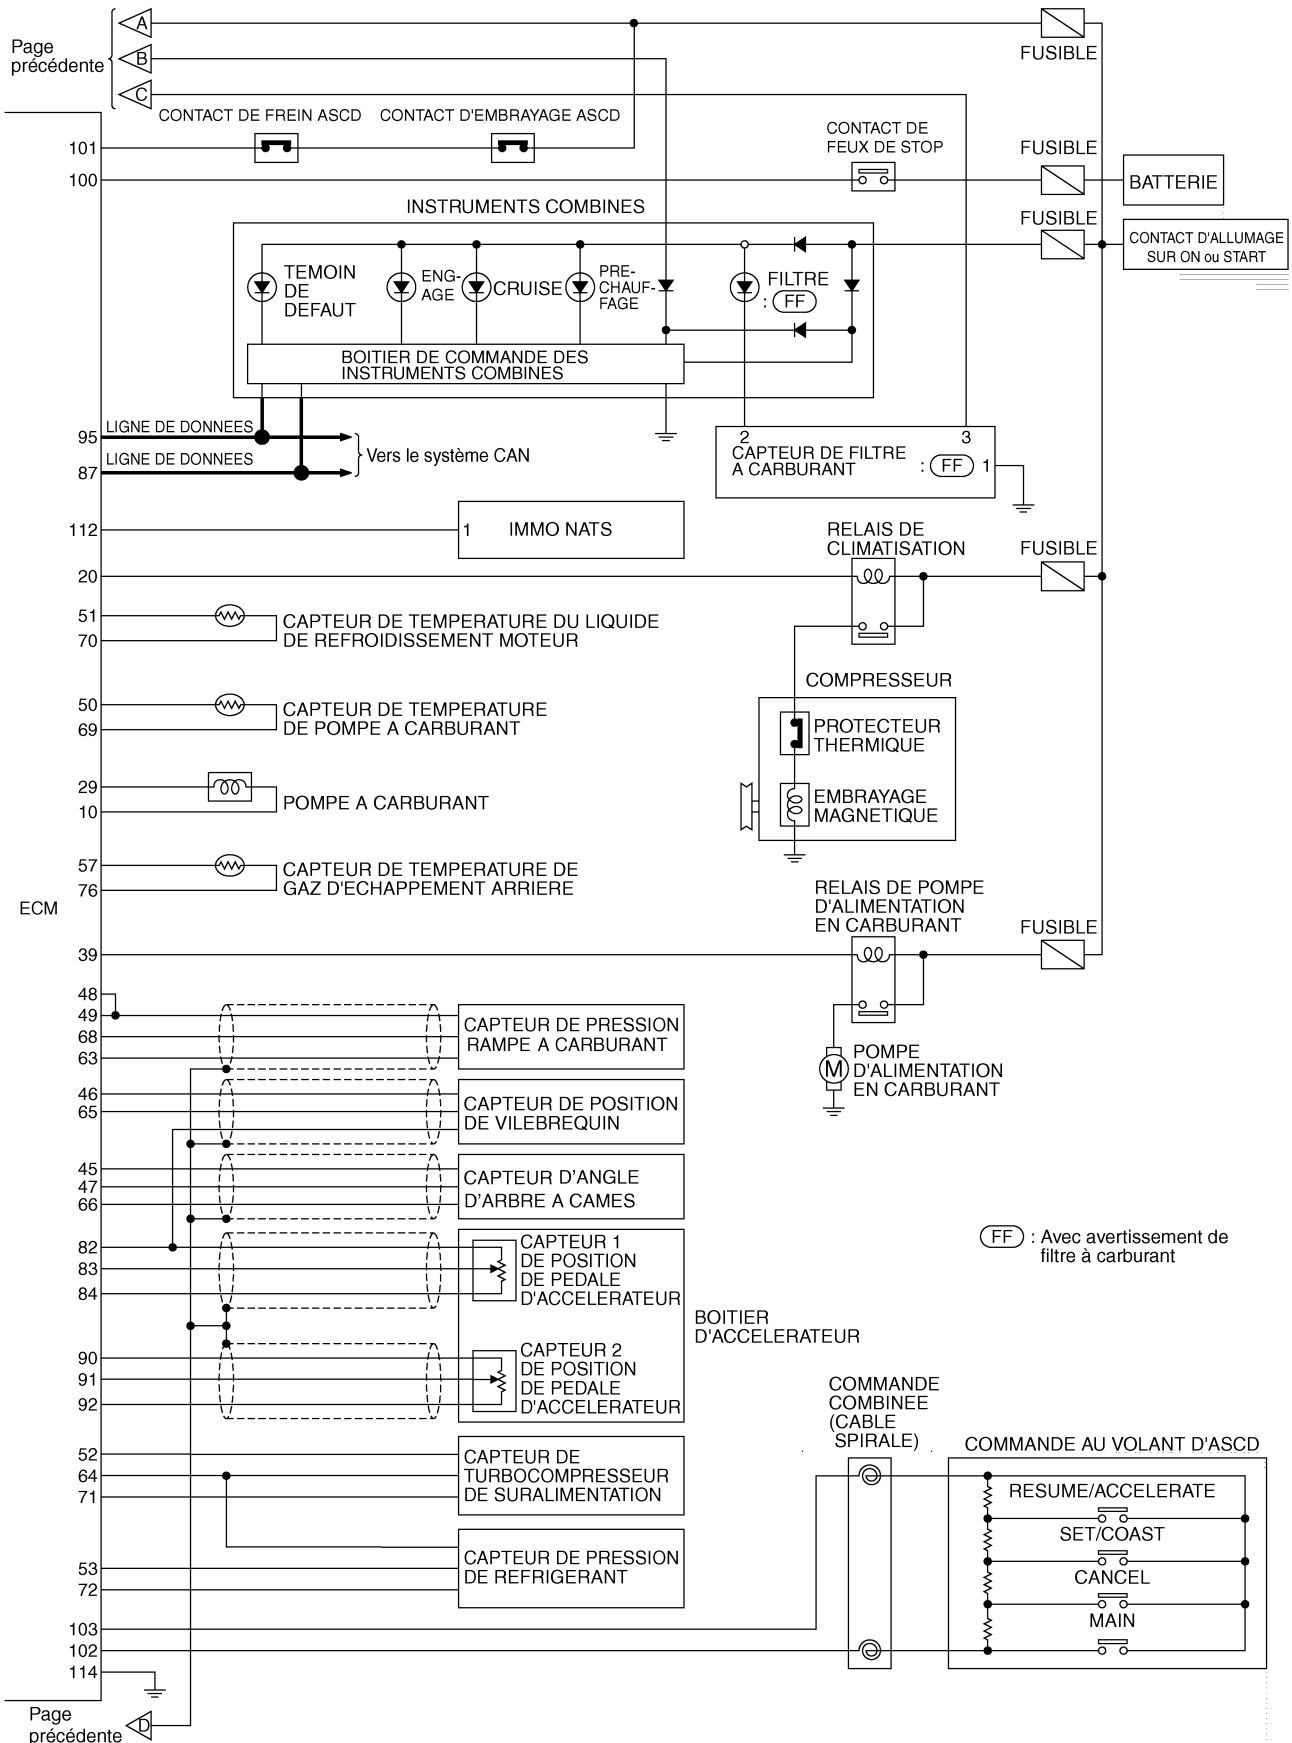 A
Page
précédente
B
C
FUSIBLE
CONTACT DE FREIN ASCD
CONTACT D'EMBRAYAGE ASCD
101
CONTACT DE
FEUX DE STOP
FUSIBLE
100
BATTERIE
INSTRUMENTS COMBINES
FUSIBLE
CONTACT D'ALLUMAGE
SUR ON ou START
TEMOIN
DE
DEFAUT
ENG-
AGE
CRUISE
PRE-
CHAUF-
FAGE
FILTRE
: FF
BOITIER DE COMMANDE DES
INSTRUMENTS COMBINES
95
LIGNE DE DONNEES
87
LIGNE DE DONNEES
Vers le système CAN
2
3
CAPTEUR DE FILTRE
A CARBURANT
: FF
1
112
1
IMMO NATS
RELAIS DE
CLIMATISATION
FUSIBLE
20
51
70
CAPTEUR DE TEMPERATURE DU LIQUIDE
DE REFROIDISSEMENT MOTEUR
COMPRESSEUR
50
69
CAPTEUR DE TEMPERATURE
DE POMPE A CARBURANT
PROTECTEUR
THERMIQUE
29
10
POMPE A CARBURANT
EMBRAYAGE
MAGNETIQUE
57
76
CAPTEUR DE TEMPERATURE DE
GAZ D'ECHAPPEMENT ARRIERE
ECM
RELAIS DE POMPE
D'ALIMENTATION
EN CARBURANT
FUSIBLE
39
48
49
68
63
CAPTEUR DE PRESSION
RAMPE A CARBURANT
M
POMPE
D'ALIMENTATION
EN CARBURANT
46
65
CAPTEUR DE POSITION
DE VILEBREQUIN
45
47
66
CAPTEUR D'ANGLE
D'ARBRE A CAMES
82
83
84
CAPTEUR 1
DE POSITION
DE PEDALE
D'ACCELERATEUR
FF : Avec avertissement de
filtre à carburant
BOITIER
D'ACCELERATEUR
90
91
92
CAPTEUR 2
DE POSITION
DE PEDALE
D'ACCELERATEUR
COMMANDE
COMBINEE
(CABLE
SPIRALE)
COMMANDE AU VOLANT D'ASCD
52
64
71
CAPTEUR DE
TURBOCOMPRESSEUR
DE SURALIMENTATION
RESUME/ACCELERATE
SET/COAST
CANCEL
MAIN
53
72
CAPTEUR DE PRESSION
DE REFRIGERANT
103
102
114
Page
précédente
D